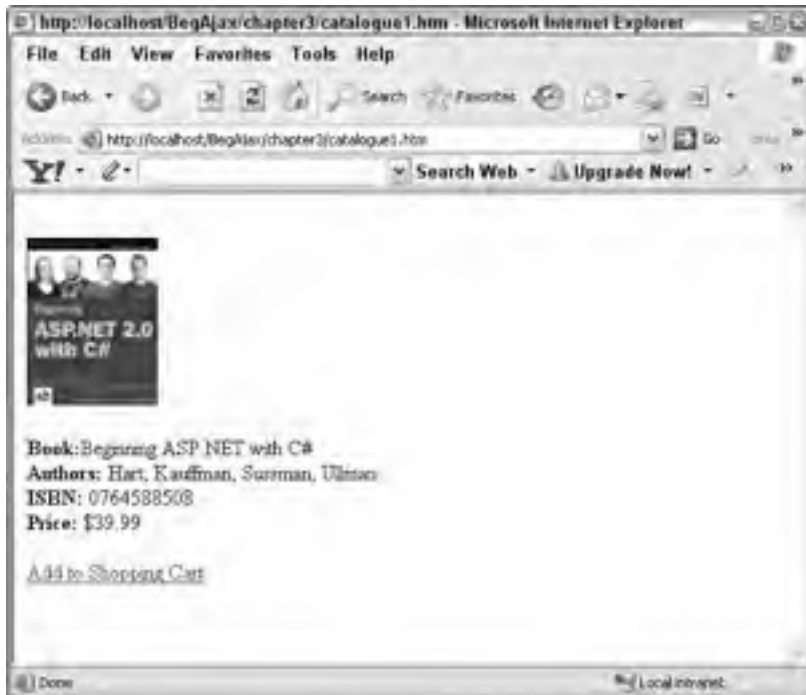 http://localhost/BegAjax/chapter3/catalogue1.htm - Microsoft Internet Explorer
File Edit View Favorites Tools Help
Back Search Favorites
Address http://localhost/BegAjax/chapter3/catalogue1.htm Go
Y! Search Web Upgrade Now!
Beginning
ASP.NET 2.0
with C#
Book:Beginning ASP NET with C#
Authors: Hart, Kauffman, Sussman, Ullman
ISBN: 0764588508
Price: $39.99
Add to Shopping Cart
Done Local intranet